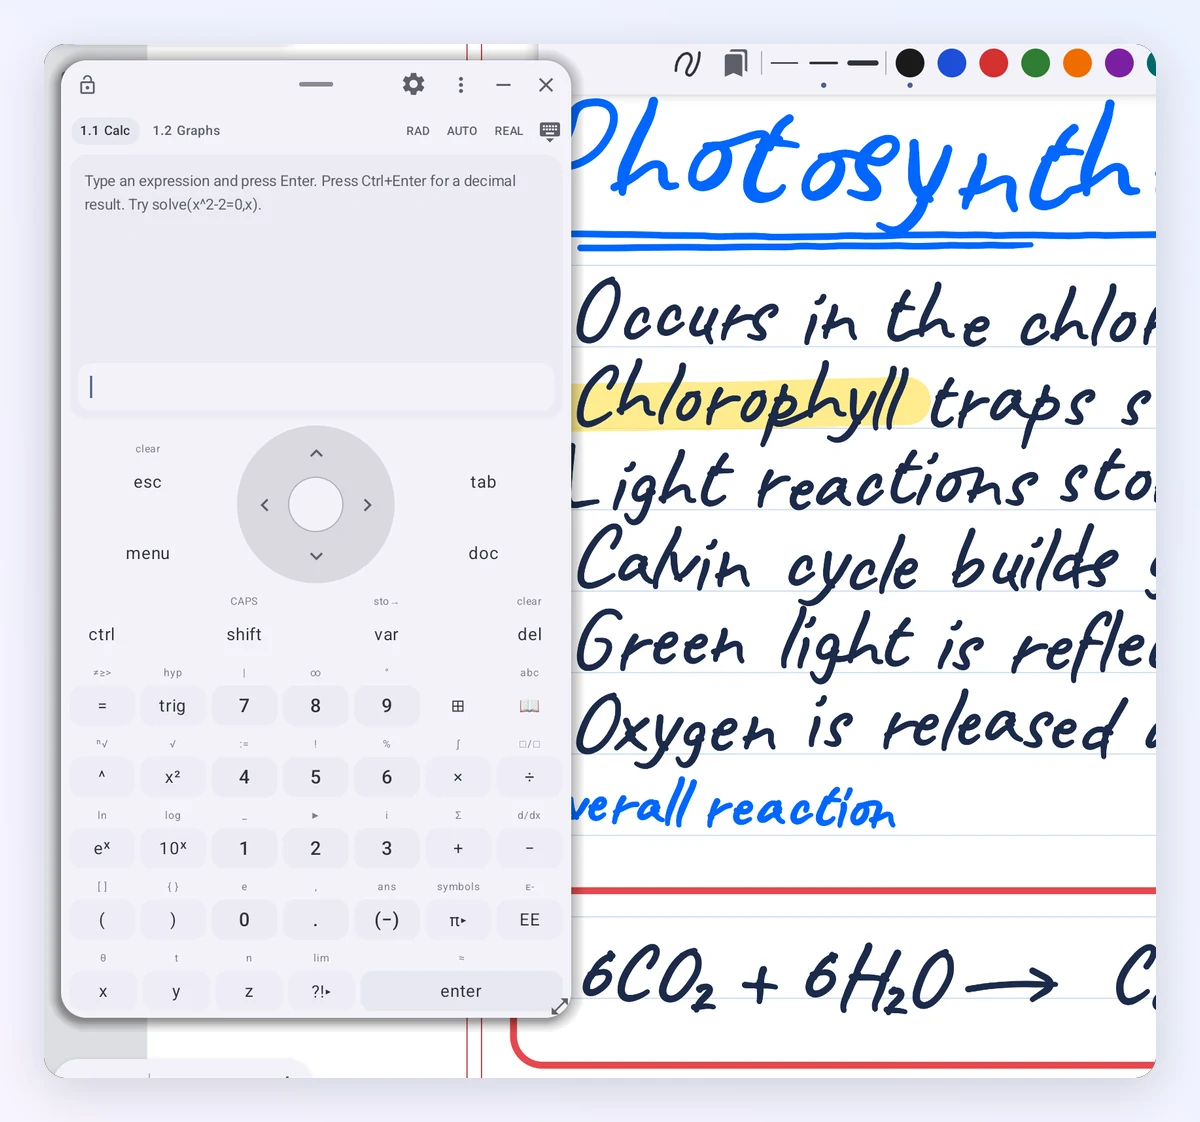 1.1 Calc 1.2 Graphs RAD AUTO REAL
Type an expression and press Enter. Press Ctrl+Enter for a decimal
result. Try solve(x^2-2=0,x).
clear
esc tab
menu doc
CAPS sto→ clear
ctrl shift var del
≠≥> hyp | ∞ ° abc
= trig 7 8 9
ⁿ√ √ := ! % ∫ □/□
^ x² 4 5 6 × ÷
ln log _ ▶ i Σ d/dx
eˣ 10ˣ 1 2 3 + −
[ ] { } e , ans symbols
( ) 0 . (−) π▸ EE
θ t n lim ≈
x y z ?!▸ enter
Photosynth
Occurs in the chlor
Chlorophyll traps s
Light reactions sto
Calvin cycle builds
Green light is refle
Oxygen is released
verall reaction
6CO₂ + 6H₂O → C